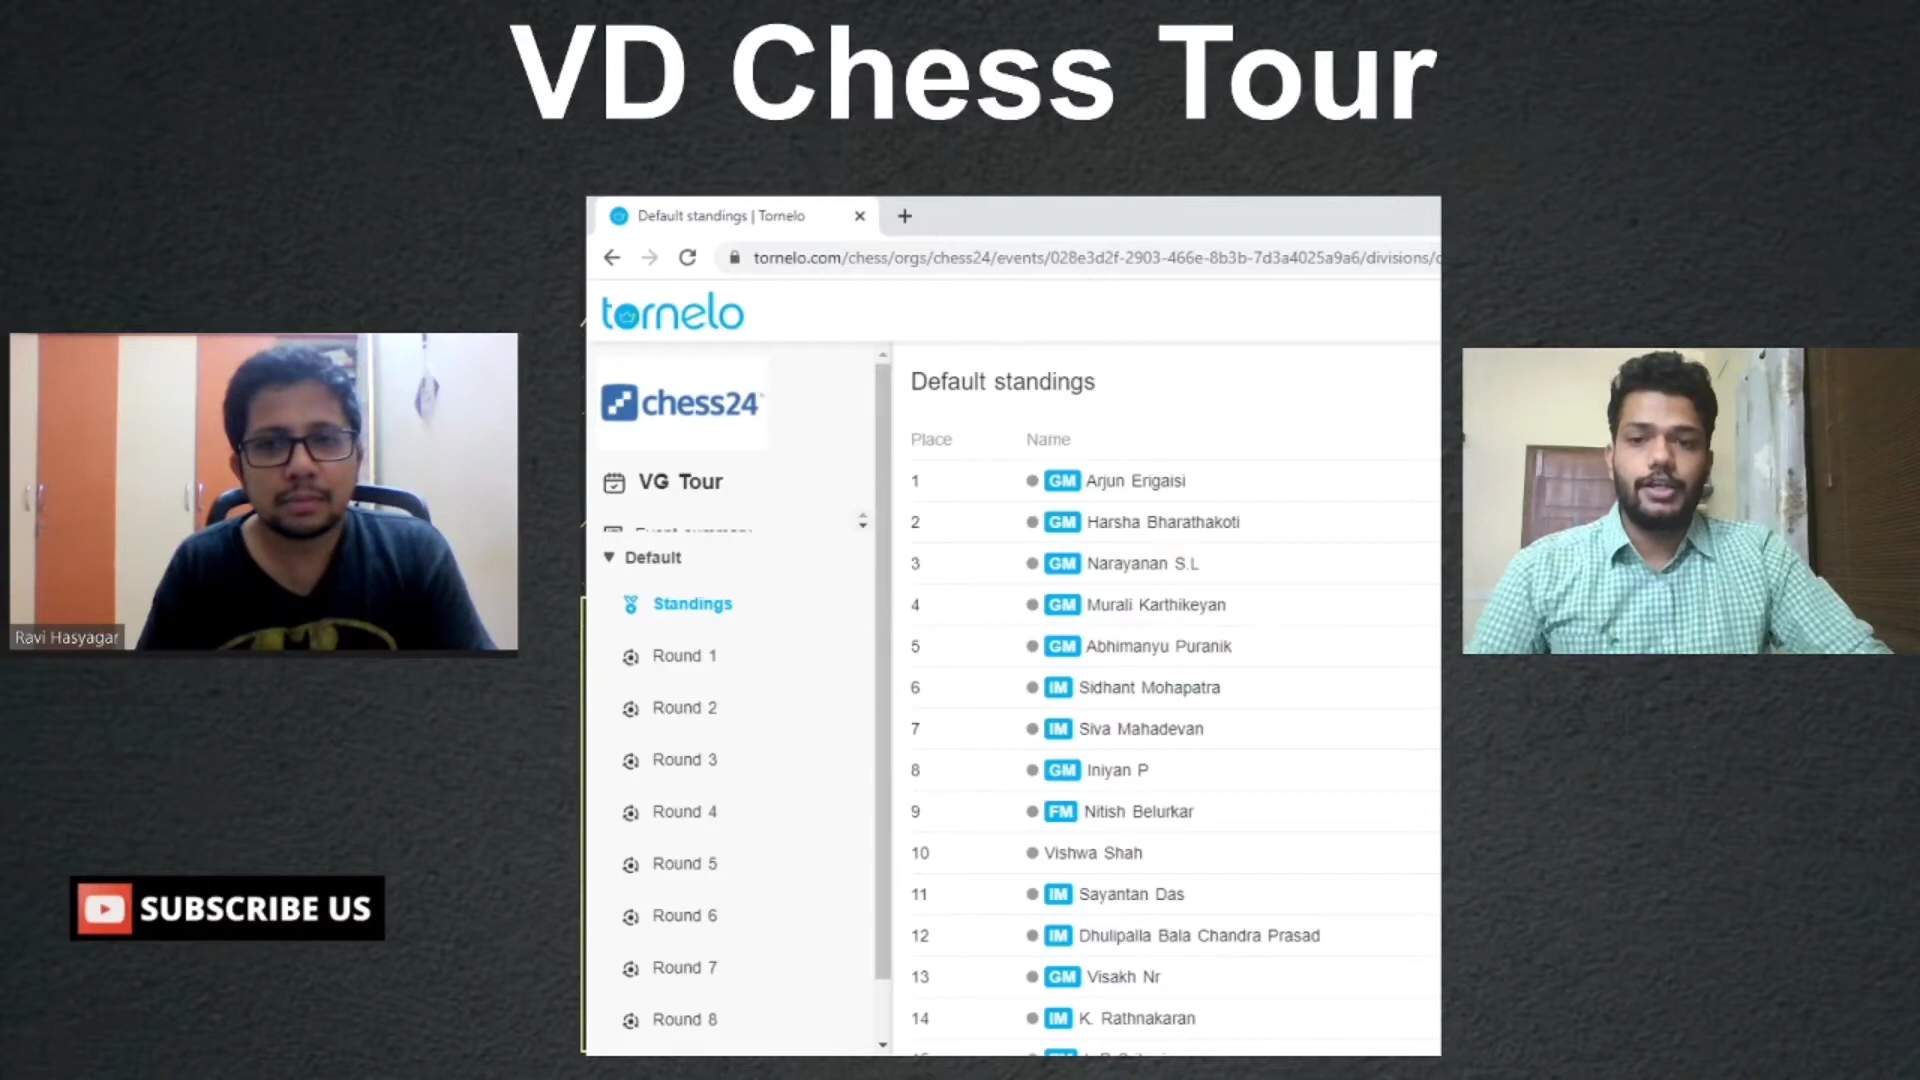 VD Chess Tour
Default standings | Tornelo
tornelo.com/chess/orgs/chess24/events/028e3d2f-2903-466e-8b3b-7d3a4025a9a6/divisions/
tornelo
chess24
VG Tour
Default
Standings
Round 1
Round 2
Round 3
Round 4
Round 5
Round 6
Round 7
Round 8
Default standings
Place Name
1 GM Arjun Erigaisi
2 GM Harsha Bharathakoti
3 GM Narayanan S.L
4 GM Murali Karthikeyan
5 GM Abhimanyu Puranik
6 IM Sidhant Mohapatra
7 IM Siva Mahadevan
8 GM Iniyan P
9 FM Nitish Belurkar
10 Vishwa Shah
11 IM Sayantan Das
12 IM Dhulipalla Bala Chandra Prasad
13 GM Visakh Nr
14 IM K. Rathnakaran
Ravi Hasyagar
SUBSCRIBE US